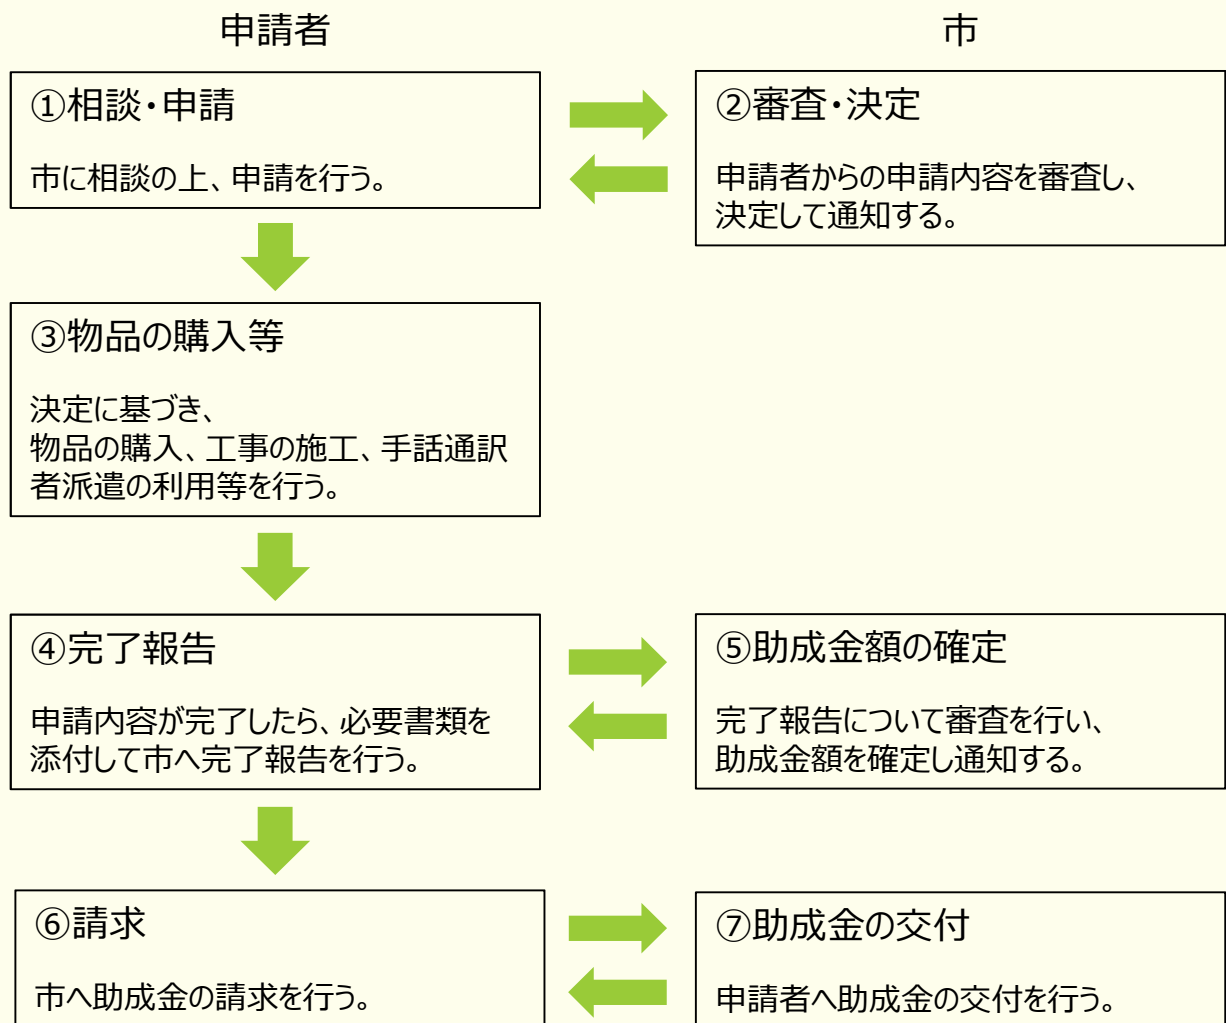 申請者
市
①相談・申請
市に相談の上、申請を行う。
②審査・決定
申請者からの申請内容を審査し、
決定して通知する。
③物品の購入等
決定に基づき、
物品の購入、工事の施工、手話通訳
者派遣の利用等を行う。
④完了報告
申請内容が完了したら、必要書類を
添付して市へ完了報告を行う。
⑤助成金額の確定
完了報告について審査を行い、
助成金額を確定し通知する。
⑥請求
市へ助成金の請求を行う。
⑦助成金の交付
申請者へ助成金の交付を行う。